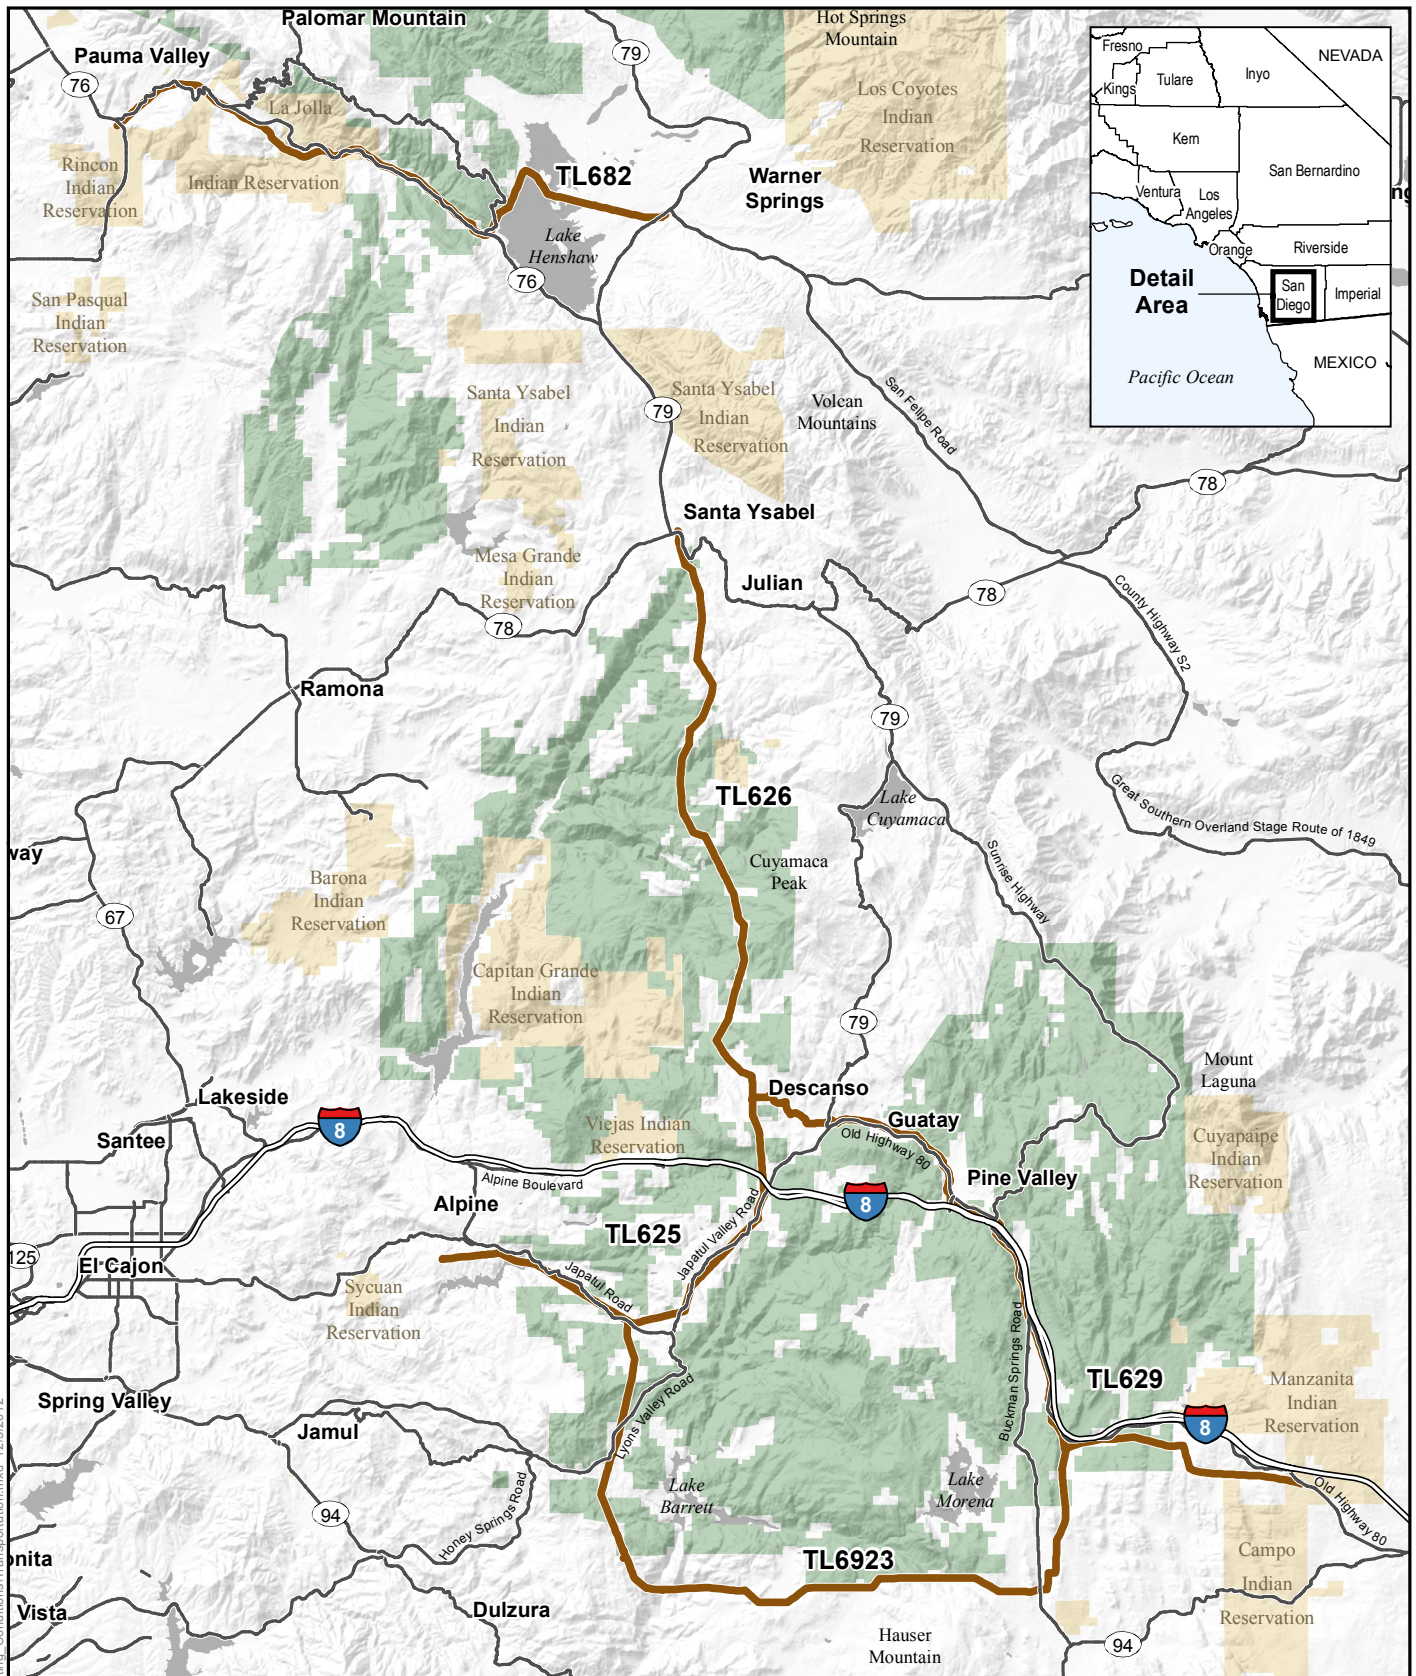 Palomar Mountain
Hot Springs
Mountain
Pauma Valley
79
76
La Jolla
Indian Reservation
Rincon
Indian
Reservation
Los Coyotes
Indian
Reservation
TL682
Warner
Springs
Lake
Henshaw
76
San Pasqual
Indian
Reservation
Fresno
Kings
Tulare
Inyo
NEVADA
Kern
San Bernardino
Ventura
Los
Angeles
Orange
Riverside
Detail
Area
San
Diego
Imperial
MEXICO
Pacific Ocean
Santa Ysabel
Indian
Reservation
79
Santa Ysabel
Indian
Reservation
Volcan
Mountains
San Felipe Road
78
Santa Ysabel
Mesa Grande
Indian
Reservation
Julian
78
78
County Highway S2
Ramona
79
TL626
Lake
Cuyamaca
Great Southern Overland Stage Route of 1849
Sunrise Highway
way
Cuyamaca
Peak
Barona
Indian
Reservation
67
Capitan Grande
Indian
Reservation
79
Mount
Laguna
Descanso
Lakeside
8
Santee
Viejas Indian
Reservation
Guatay
Old Highway 80
Cuyapaipe
Indian
Reservation
Alpine Boulevard
Pine Valley
8
Alpine
TL625
Japatul Valley Road
125
El Cajon
Japatul Road
Sycuan
Indian
Reservation
Buckman Springs Road
TL629
Manzanita
Indian
Reservation
Spring Valley
Jamul
Lyons Valley Road
8
Lake
Barrett
Lake
Morena
Old Highway 80
94
Honey Springs Road
onita
TL6923
Campo
Indian
Reservation
Vista
Dulzura
Hauser
Mountain
94